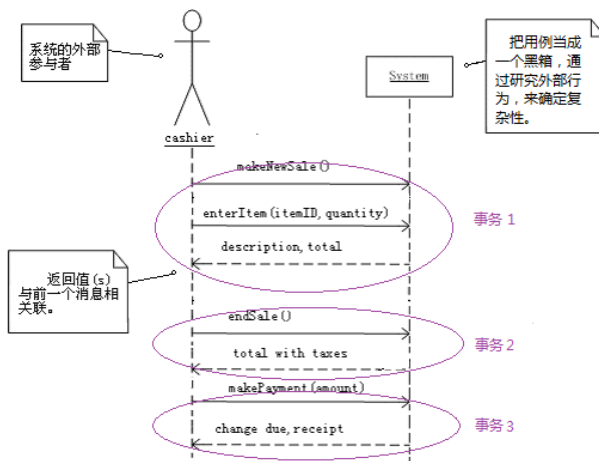 系统的外部
参与者
cashier
System
把用例当成
一个黑箱，通
过研究外部行
为，来确定复
杂性。
makeNewSale()
enterItem(itemID,quantity)
事务 1
description,total
返回值(s)
与前一个消息相
关联。
endSale()
事务 2
total with taxes
makePayment(amount)
事务 3
change due,receipt